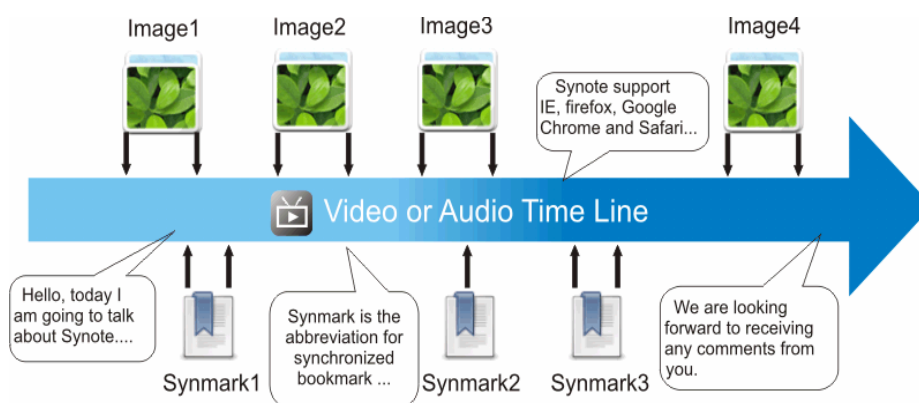 Image1
Image2
Image3
Image4
Synote support
IE, firefox, Google
Chrome and Safari...
Video or Audio Time Line
Hello, today I
am going to talk
about Synote....
Synmark is the
abbreviation for
synchronized
bookmark ...
We are looking
forward to receiving
any comments from
you.
Synmark1
Synmark2
Synmark3